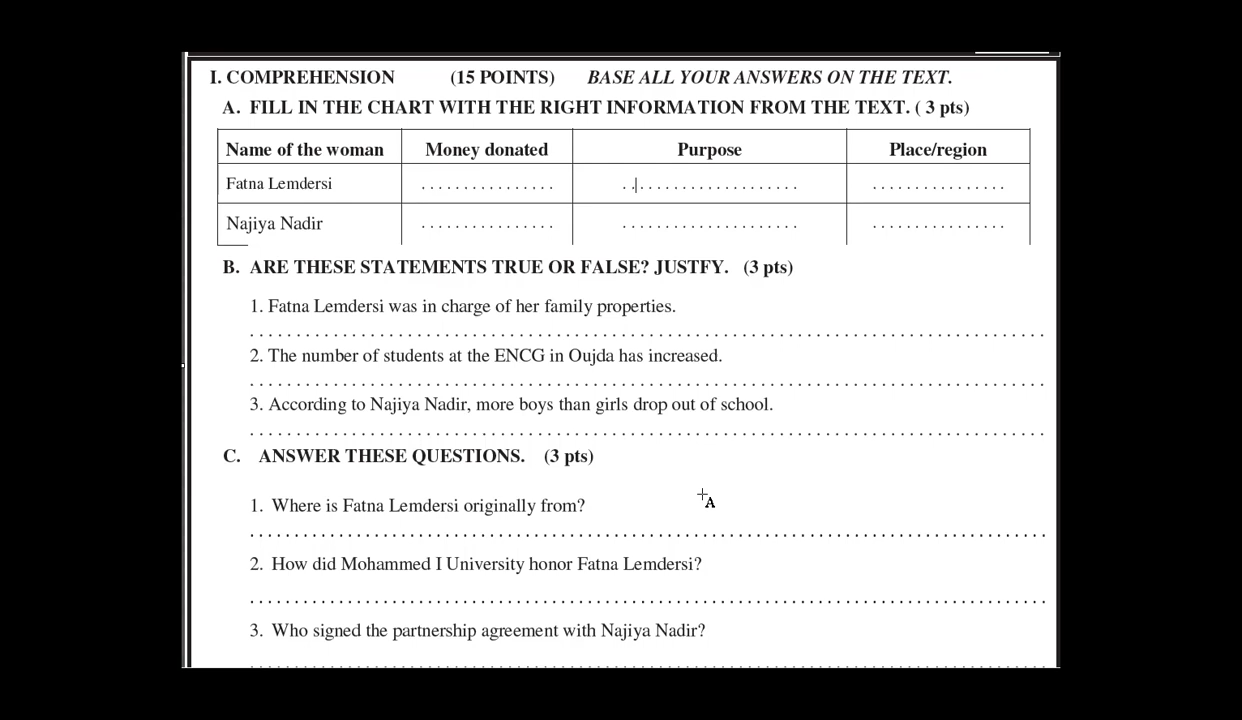 I. COMPREHENSION (15 POINTS) BASE ALL YOUR ANSWERS ON THE TEXT.
A. FILL IN THE CHART WITH THE RIGHT INFORMATION FROM THE TEXT. ( 3 pts)
Name of the woman Money donated Purpose Place/region
Fatna Lemdersi ................ .................... ................
Najiya Nadir ................ ..................... ................
B. ARE THESE STATEMENTS TRUE OR FALSE? JUSTFY. (3 pts)
1. Fatna Lemdersi was in charge of her family properties.
2. The number of students at the ENCG in Oujda has increased.
3. According to Najiya Nadir, more boys than girls drop out of school.
C. ANSWER THESE QUESTIONS. (3 pts)
1. Where is Fatna Lemdersi originally from?
2. How did Mohammed I University honor Fatna Lemdersi?
3. Who signed the partnership agreement with Najiya Nadir?